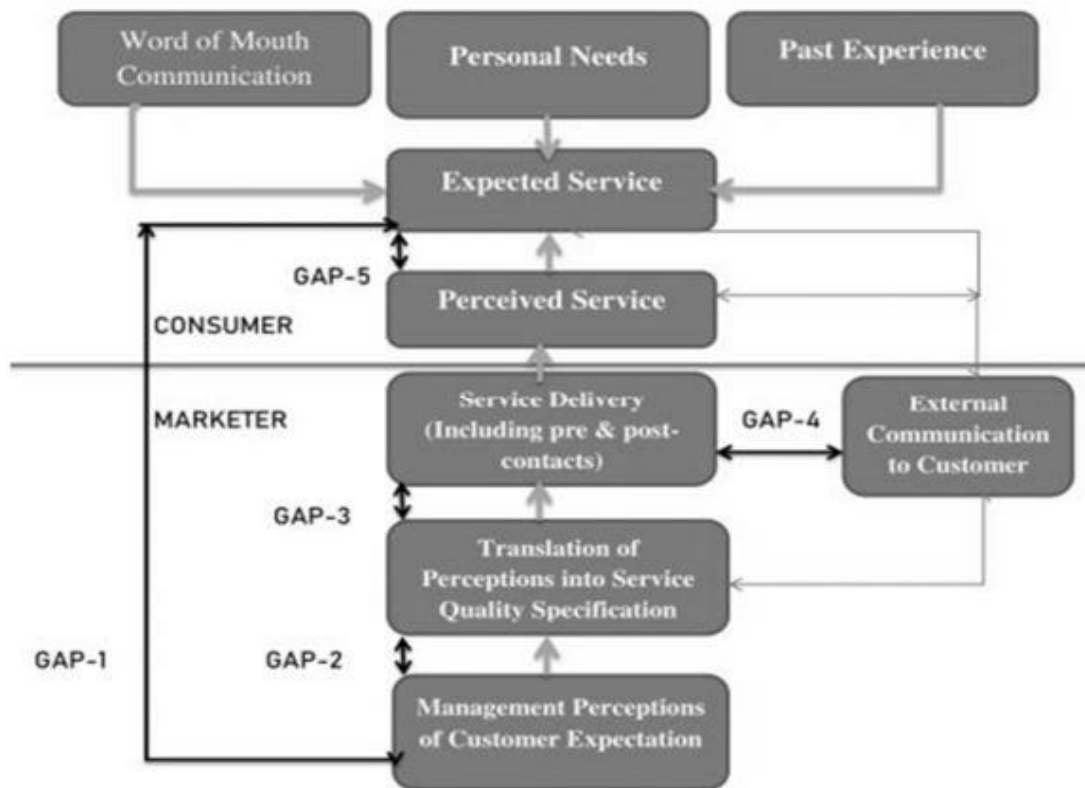 Word of Mouth
Communication
Personal Needs
Past Experience
Expected Service
GAP-5
Perceived Service
CONSUMER
MARKETER
Service Delivery
(Including pre & post-
contacts)
GAP-4
External
Communication
to Customer
GAP-3
Translation of
Perceptions into Service
Quality Specification
GAP-1
GAP-2
Management Perceptions
of Customer Expectation